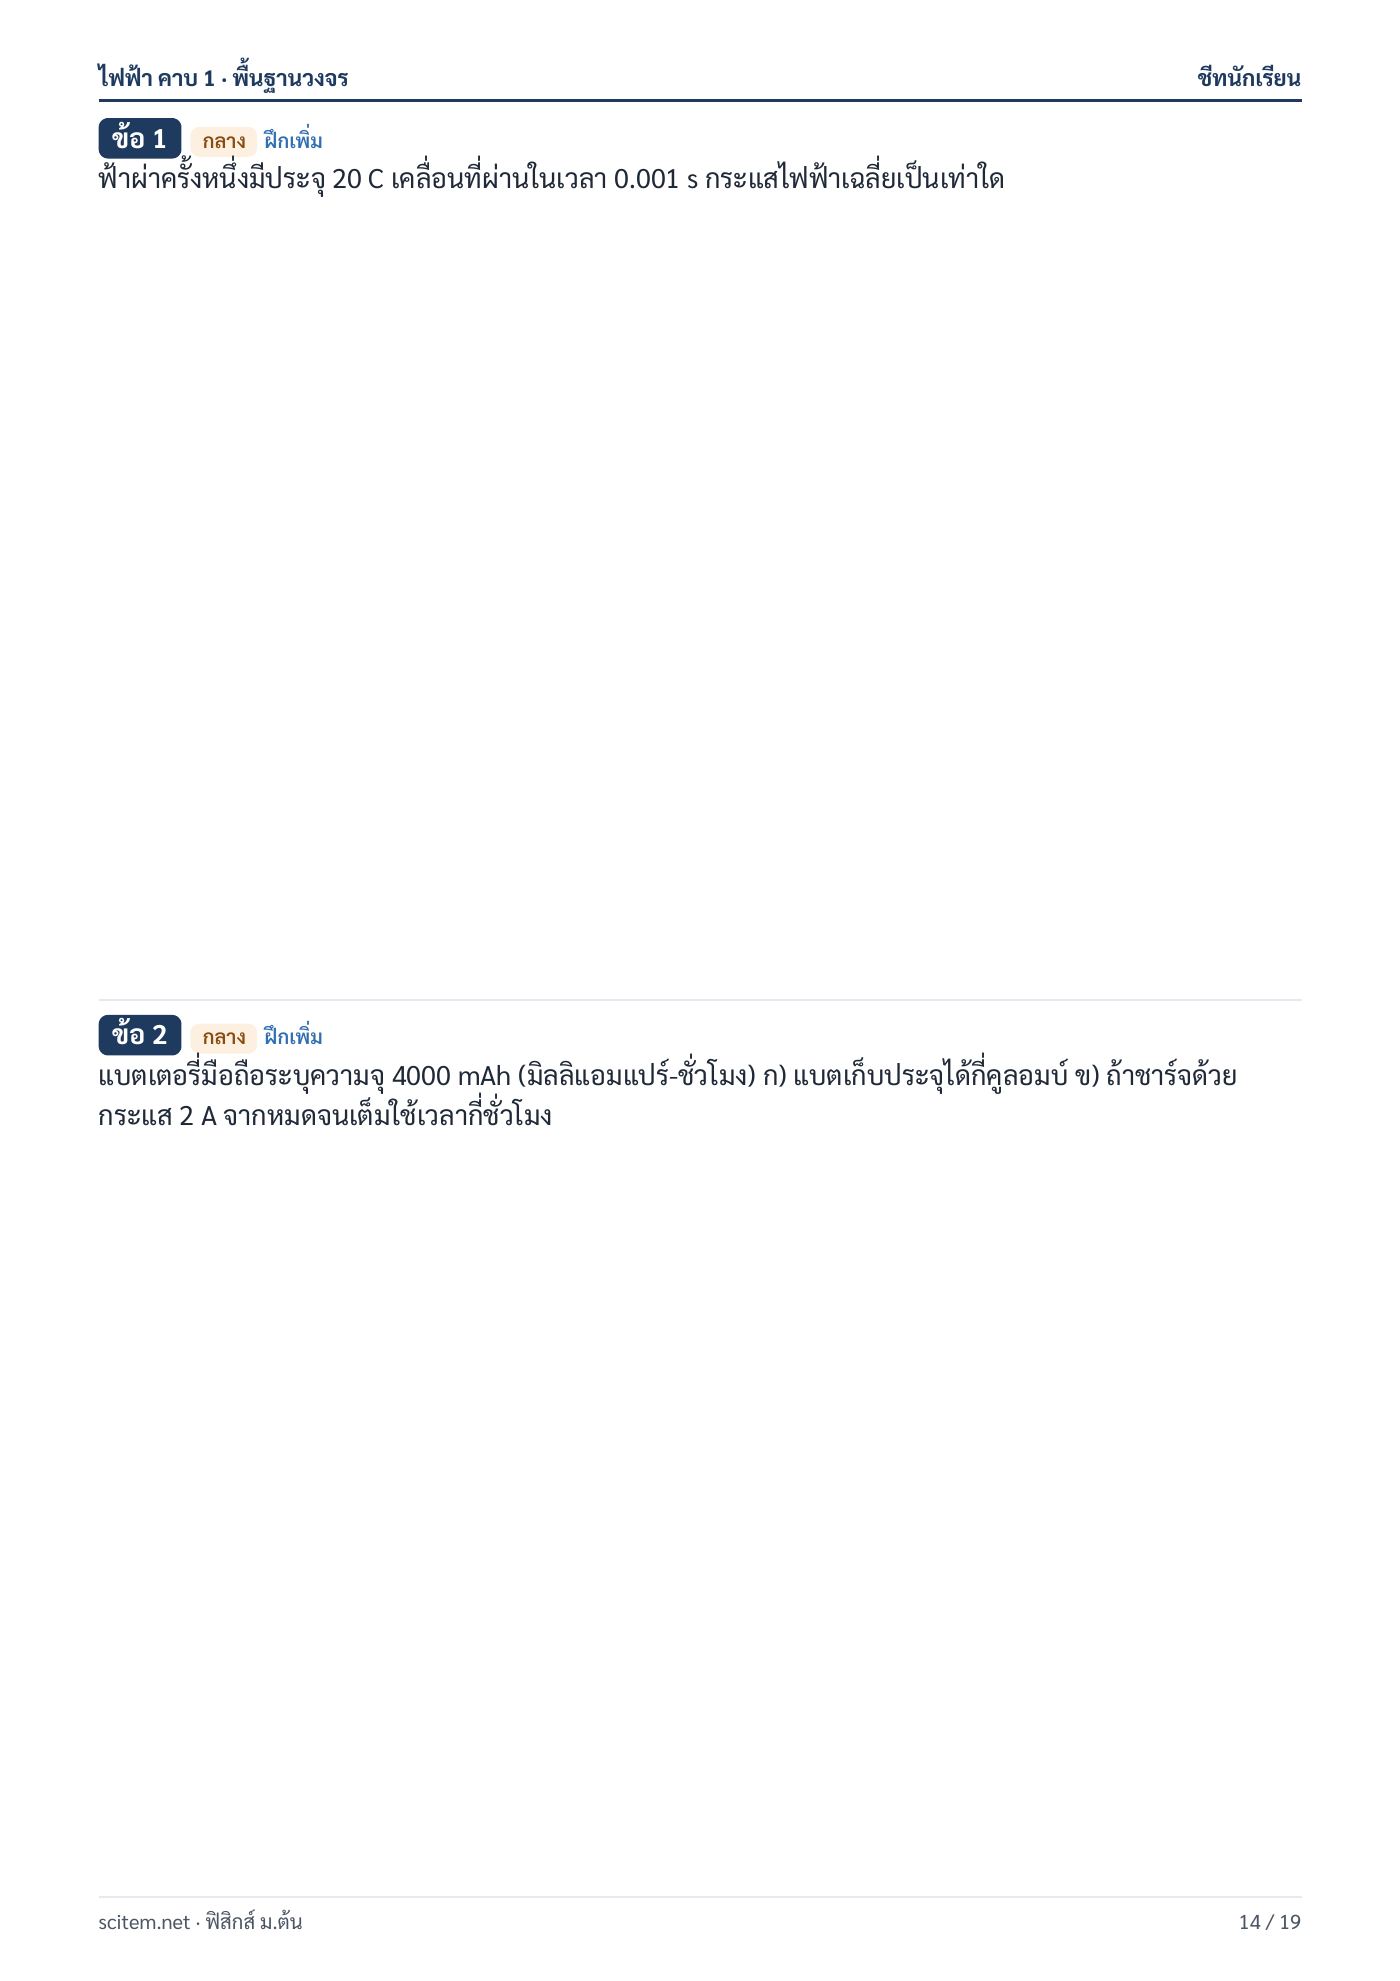 ไฟฟ้า คาบ 1 · พื้นฐานวงจร
ชีทนักเรียน
ข้อ 1 กลาง ฝึกเพิ่ม
ฟ้าผ่าครั้งหนึ่งมีประจุ 20 C เคลื่อนที่ผ่านในเวลา 0.001 s กระแสไฟฟ้าเฉลี่ยเป็นเท่าใด
ข้อ 2 กลาง ฝึกเพิ่ม
แบตเตอรี่มือถือระบุความจุ 4000 mAh (มิลลิแอมแปร์-ชั่วโมง) ก) แบตเก็บประจุได้กี่คูลอมบ์ ข) ถ้าชาร์จด้วย
กระแส 2 A จากหมดจนเต็มใช้เวลากี่ชั่วโมง
scitem.net · ฟิสิกส์ ม.ต้น
14 / 19